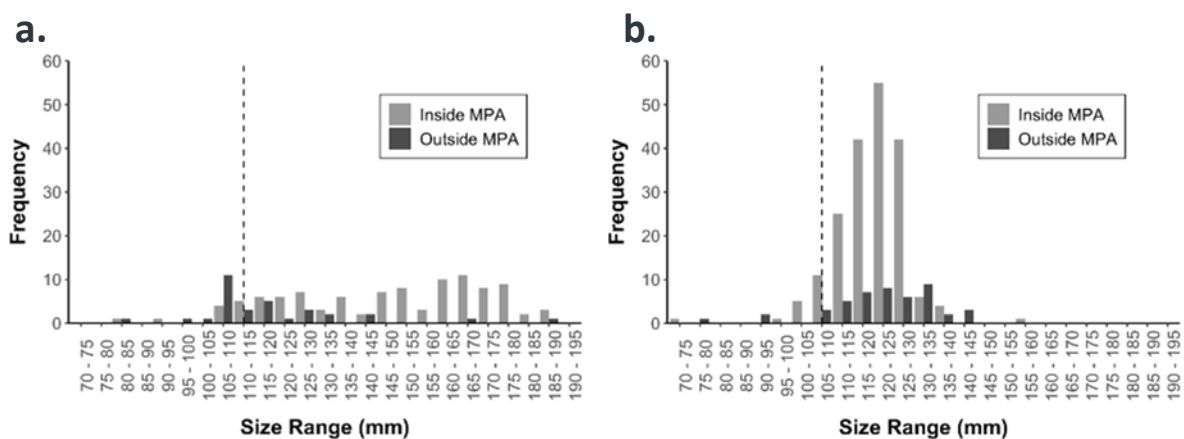 a.
60
50
40
30
20
10
0
Frequency
Inside MPA
Outside MPA
70 - 75
75 - 80
80 - 85
85 - 90
90 - 95
95 - 100
100 - 105
105 - 110
110 - 115
115 - 120
120 - 125
125 - 130
130 - 135
135 - 140
140 - 145
145 - 150
150 - 155
155 - 160
160 - 165
165 - 170
170 - 175
175 - 180
180 - 185
185 - 190
190 - 195
Size Range (mm)
b.
60
50
40
30
20
10
0
Frequency
Inside MPA
Outside MPA
70 - 75
75 - 80
85 - 90
90 - 95
95 - 100
100 - 105
105 - 110
110 - 115
115 - 120
120 - 125
125 - 130
130 - 135
135 - 140
140 - 145
145 - 150
150 - 155
155 - 160
160 - 165
165 - 170
170 - 175
175 - 180
180 - 185
185 - 190
190 - 195
Size Range (mm)